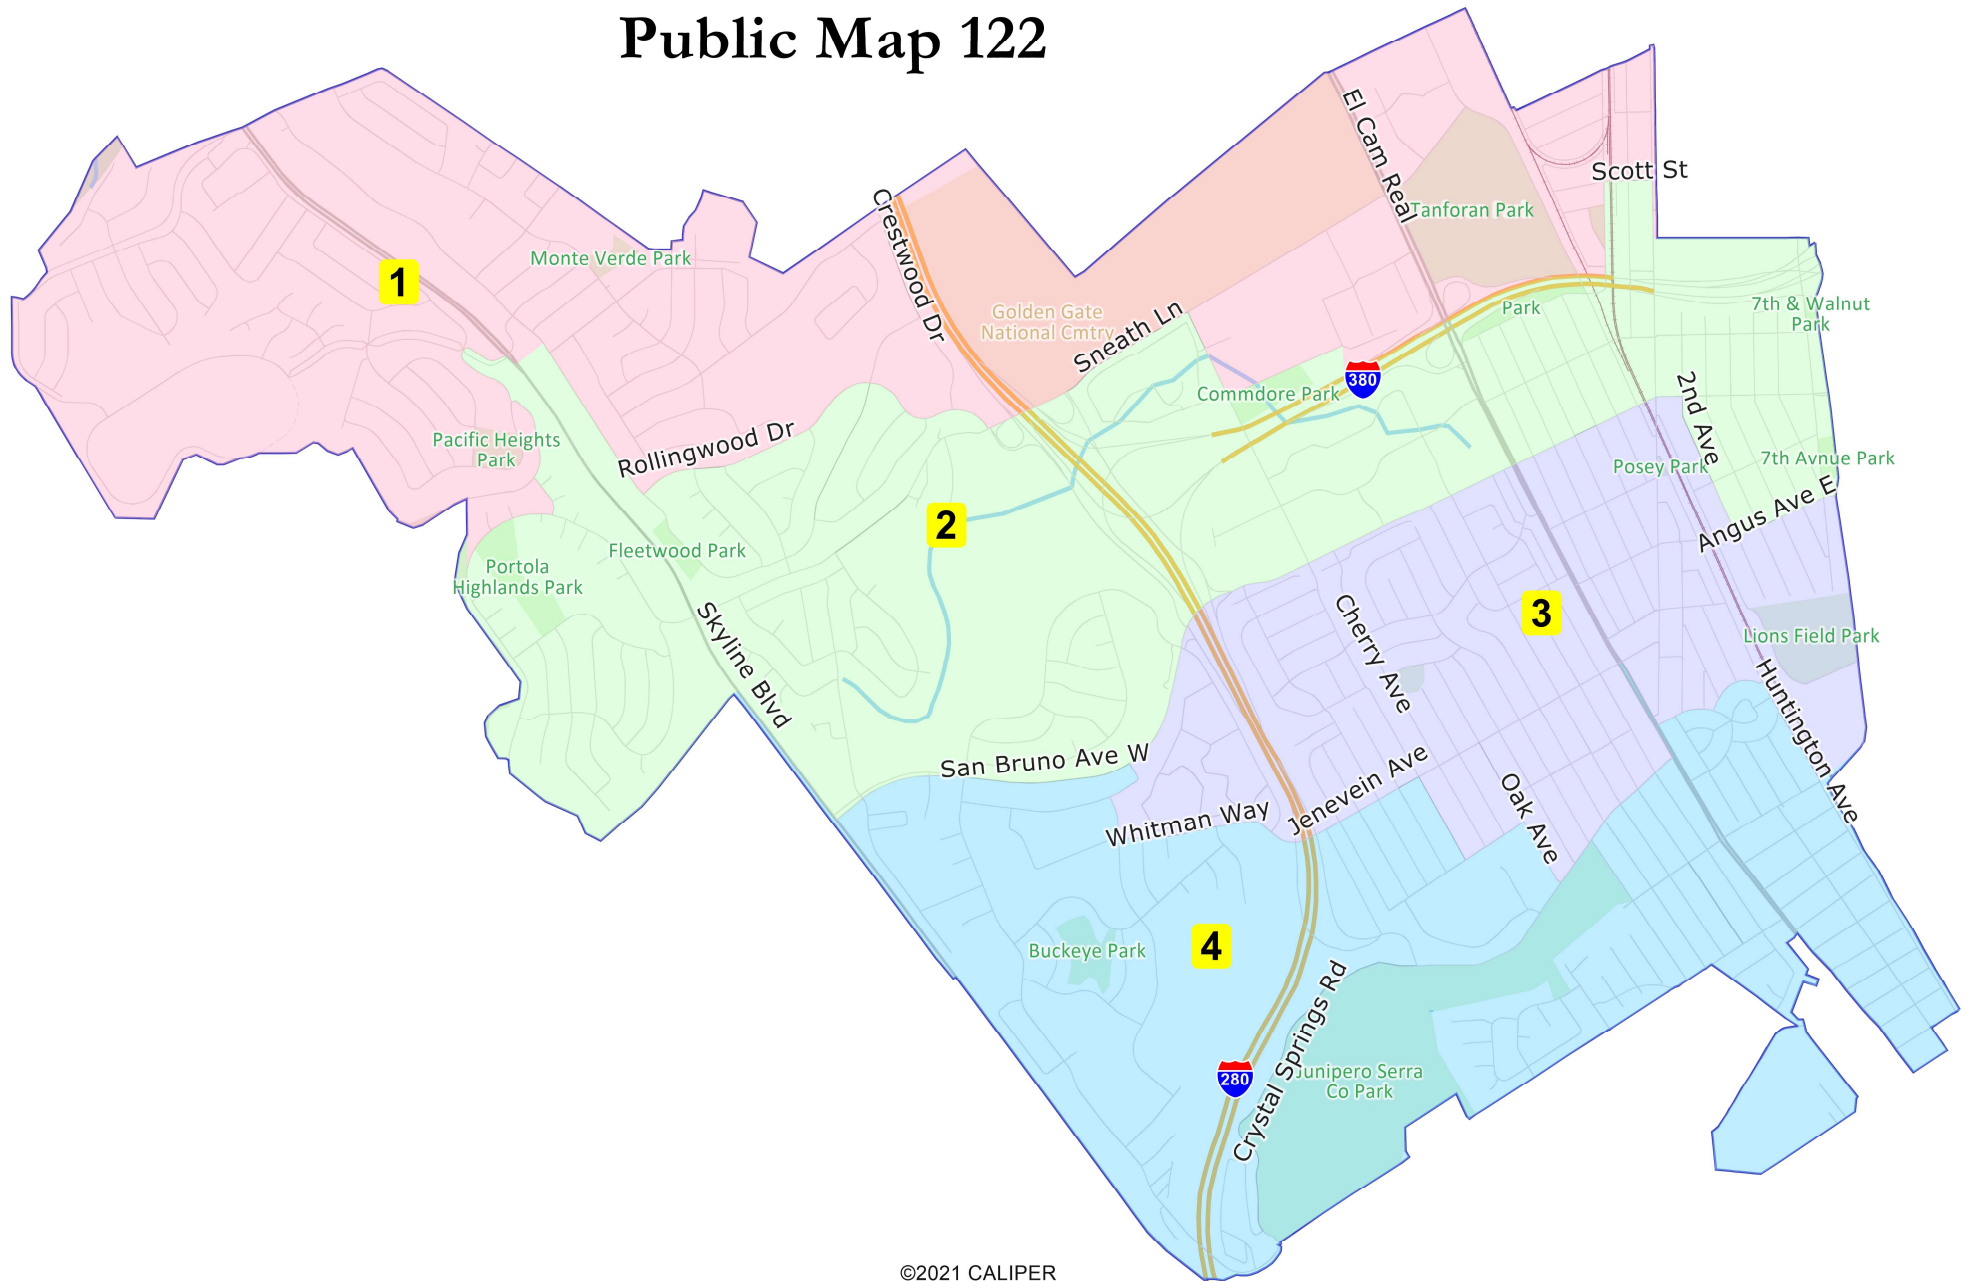 Public Map 122
El Cam Real
Scott St
Tanforan Park
Crestwood Dr
Monte Verde Park
1
Golden Gate
National Cmtry
Sneath Ln
Park
7th & Walnut
Park
380
Commdore Park
2nd Ave
Pacific Heights
Park
Rollingwood Dr
Posey Park
7th Avnue Park
Angus Ave E
2
Fleetwood Park
Portola
Highlands Park
Skyline Blvd
Cherry Ave
3
Lions Field Park
Huntington Ave
San Bruno Ave W
Whitman Way
Jenevein Ave
Oak Ave
Buckeye Park
4
Crystal Springs Rd
280
Junipero Serra
Co Park
©2021 CALIPER